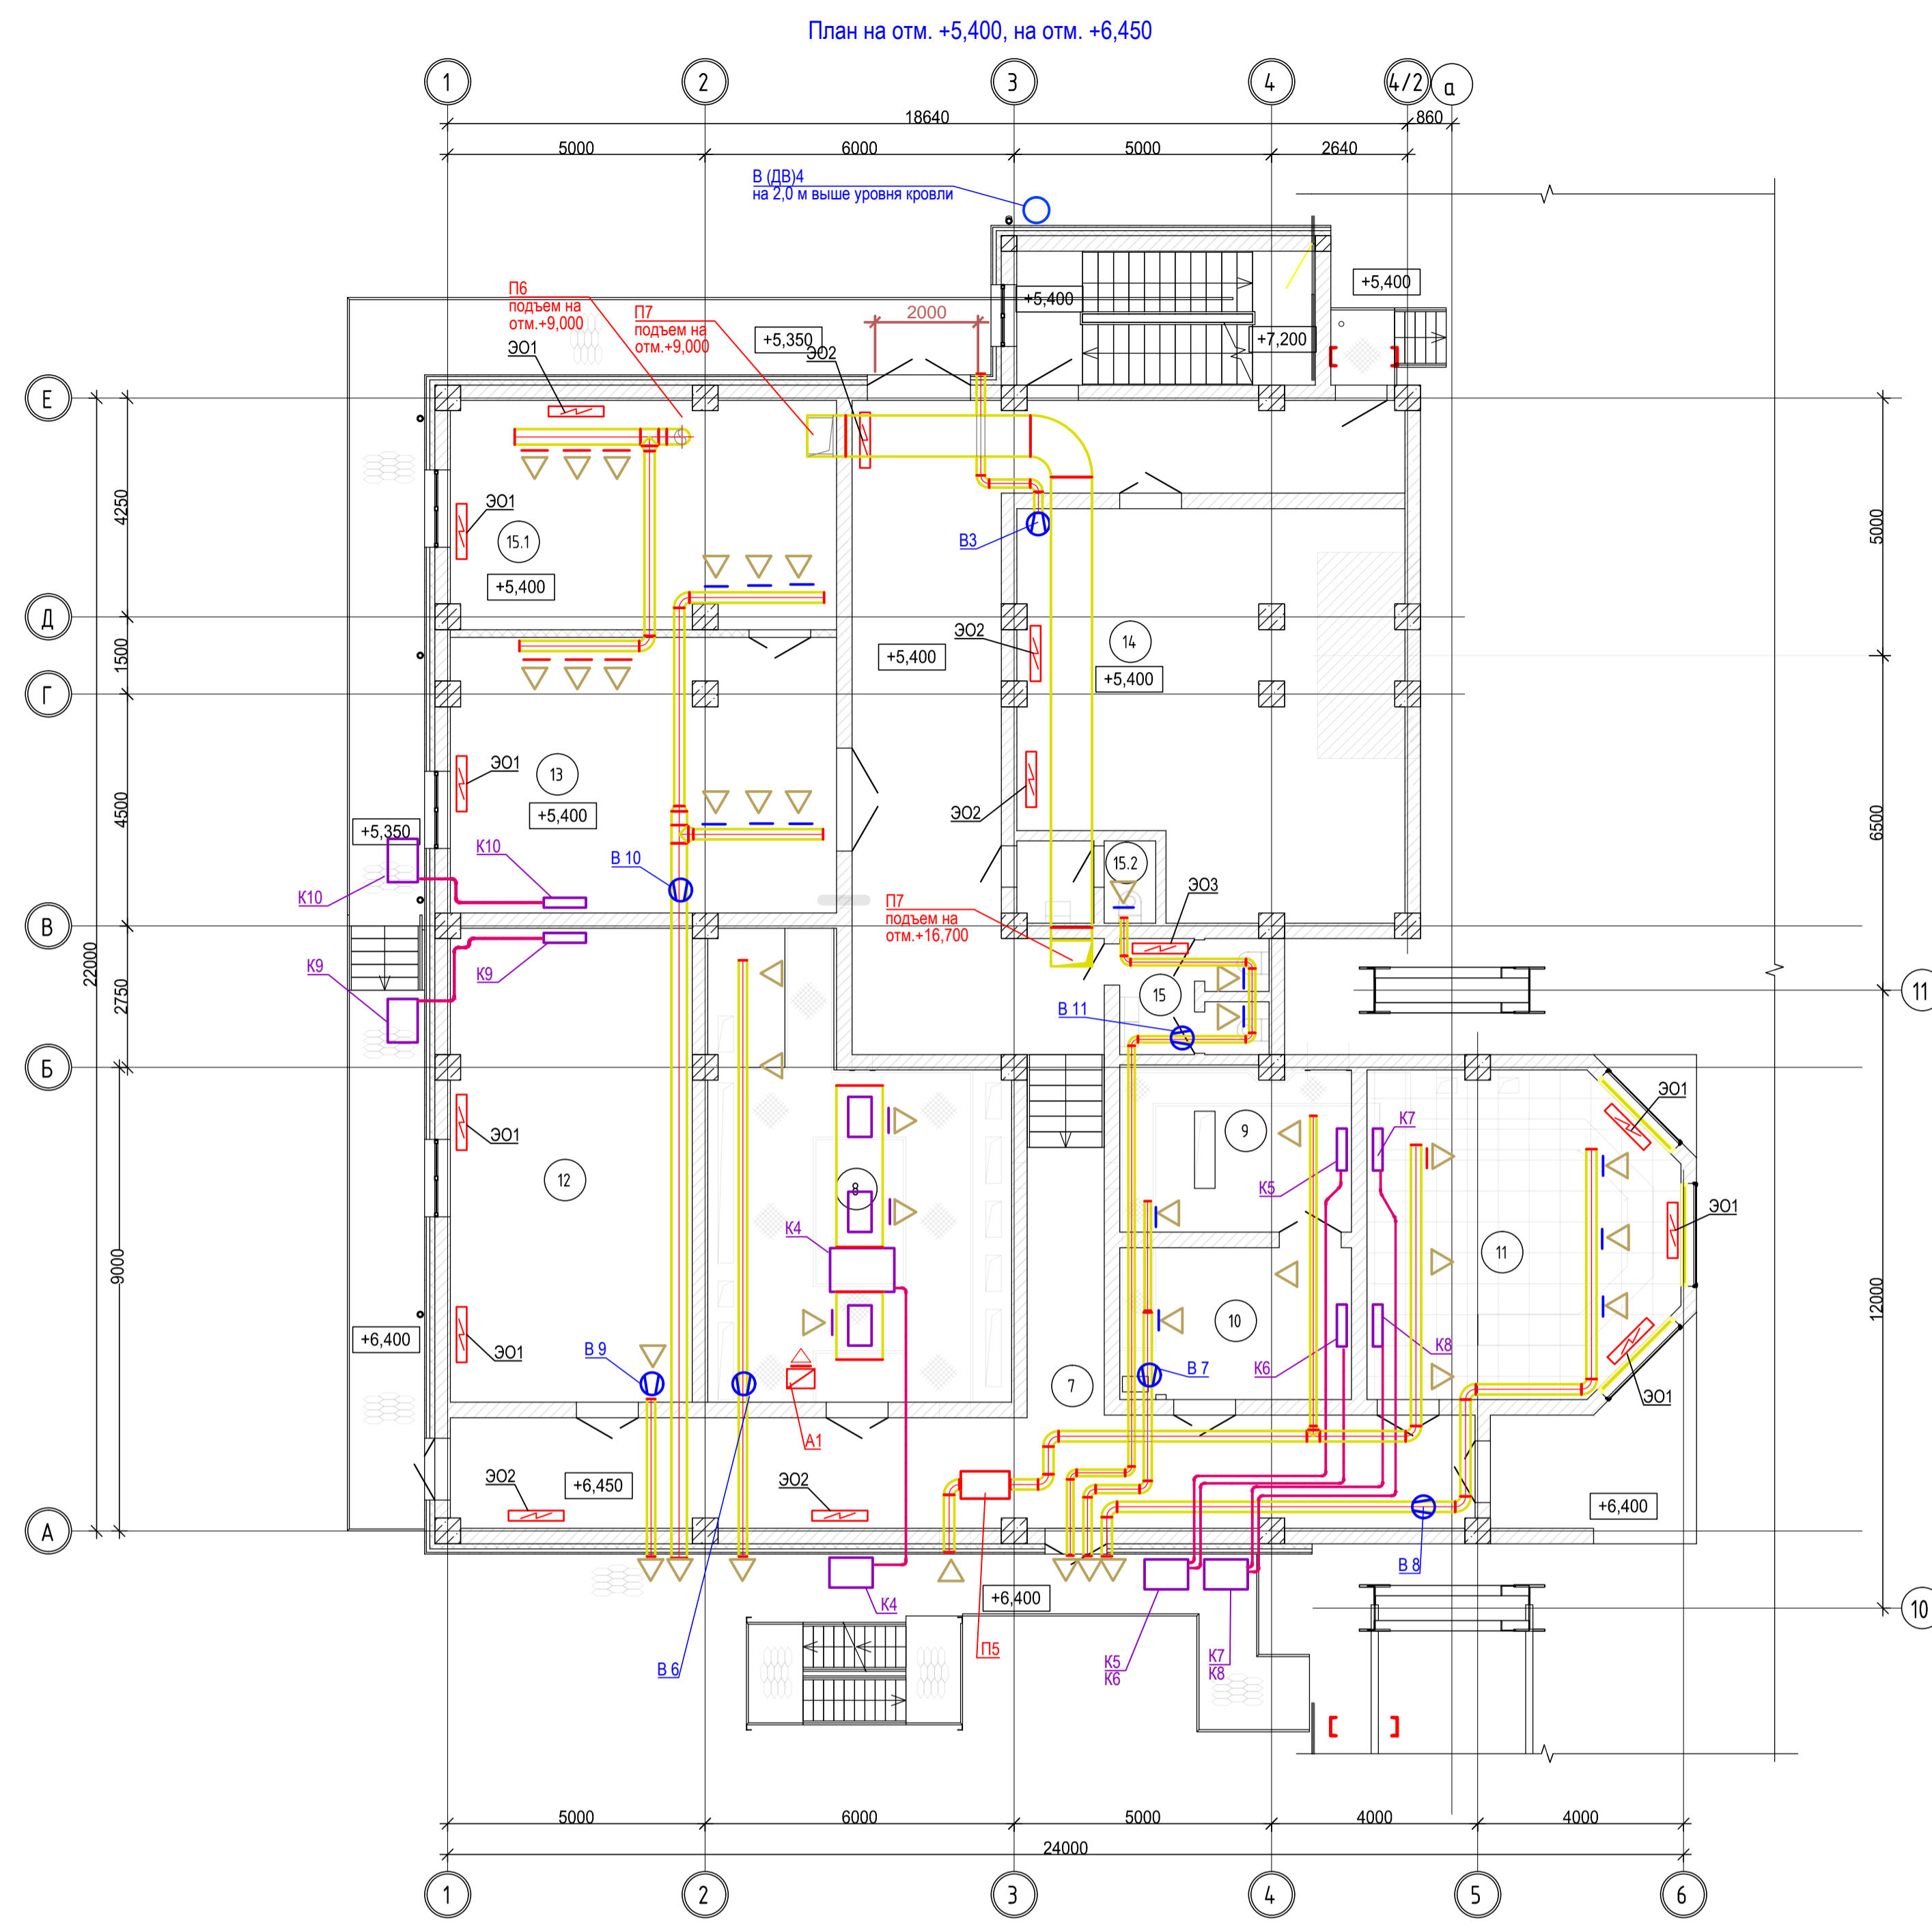 План на отм. +5,400, на отм. +6,450
1
2
3
4
4/2
а
18640
860
5000
6000
5000
2640
В (ДВ)4
на 2,0 м выше уровня кровли
+5,400
+5,400
П6
подъем на
отм.+9,000
П7
подъем на
отм.+9,000
2000
+5,350
+7,200
ЭО1
ЭО2
Е
4250
ЭО1
15.1
В3
5000
+5,400
Д
1500
ЭО2
14
+5,400
+5,400
Г
ЭО1
13
+5,400
ЭО2
4500
6500
+5,350
К10
В 10
15.2
ЭО3
К10
П7
подъем на
отм.+16,700
В
22000
2750
К9
К9
15
11
В 11
Б
ЭО1
ЭО1
9
К7
12
8
К5
ЭО1
К4
11
9000
12000
+6,400
10
ЭО1
В 9
К6
К8
В 7
7
ЭО1
А1
ЭО2
+6,450
ЭО2
+6,400
А
В 8
+6,400
К4
10
П5
В 6
К5
К6
К7
К8
5000
6000
5000
4000
4000
24000
1
2
3
4
5
6